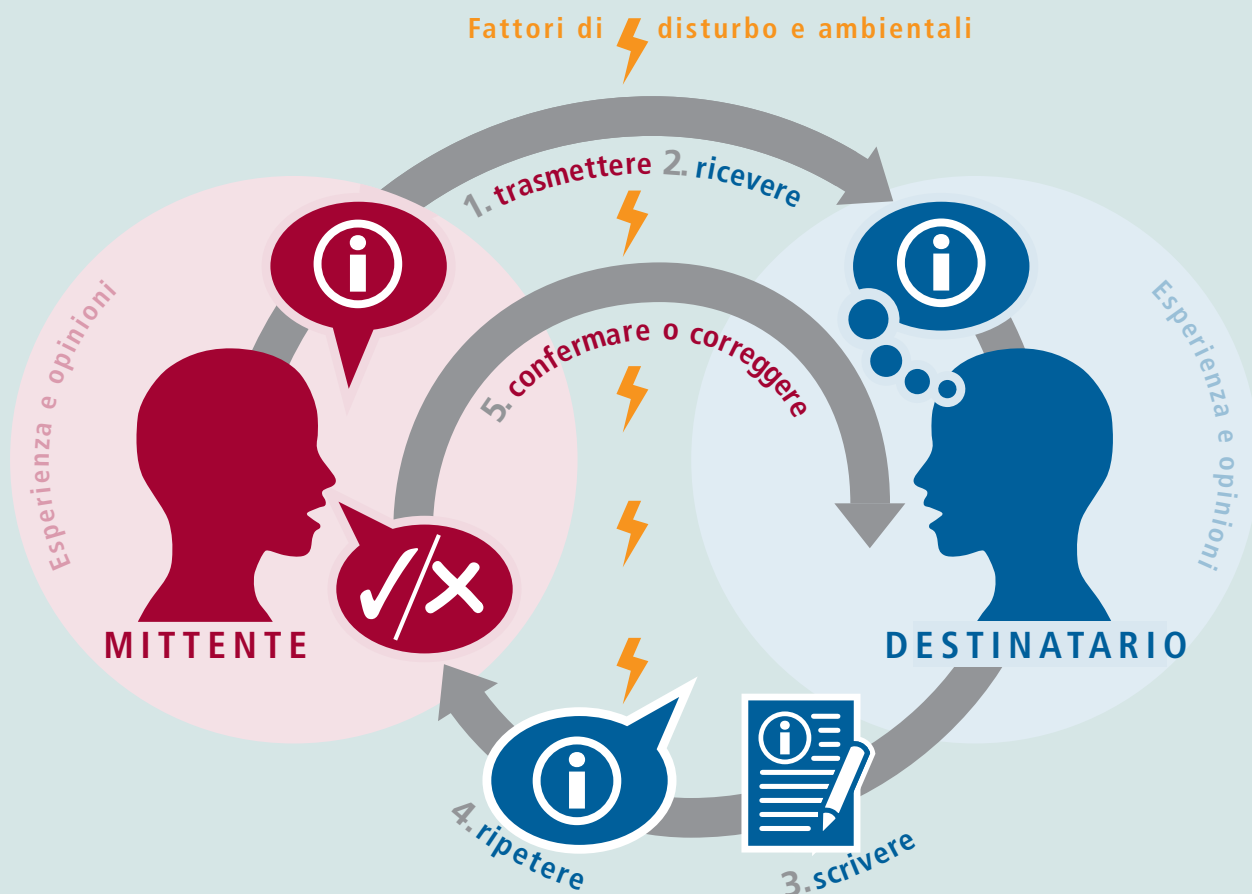 Fattori di disturbo e ambientali
1. trasmettere 2. ricevere
Esperienza e opinioni
Esperienza e opinioni
5. confermare o correggere
MITTENTE
DESTINATARIO
4. ripetere
3. scrivere